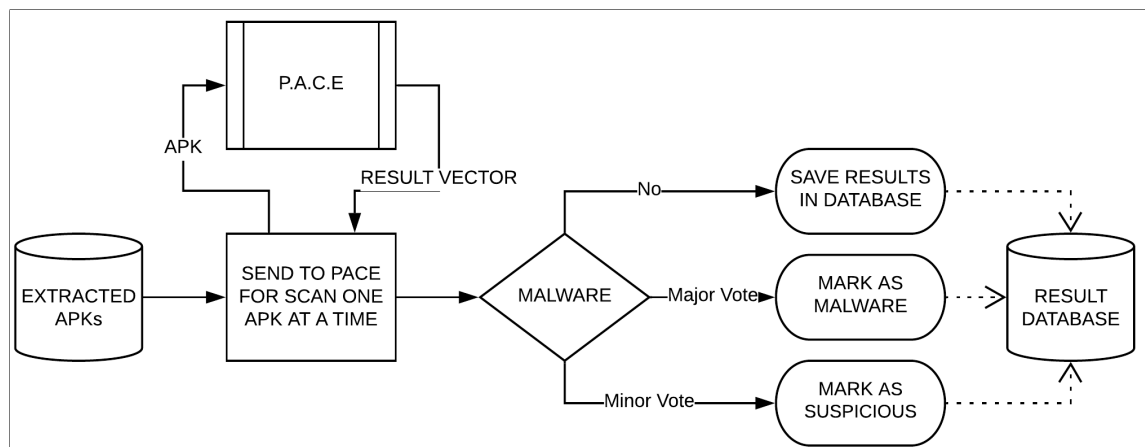 P.A.C.E
APK
RESULT VECTOR
EXTRACTED
APKs
SEND TO PACE
FOR SCAN ONE
APK AT A TIME
MALWARE
No
Major Vote
Minor Vote
SAVE RESULTS
IN DATABASE
MARK AS
MALWARE
MARK AS
SUSPICIOUS
RESULT
DATABASE